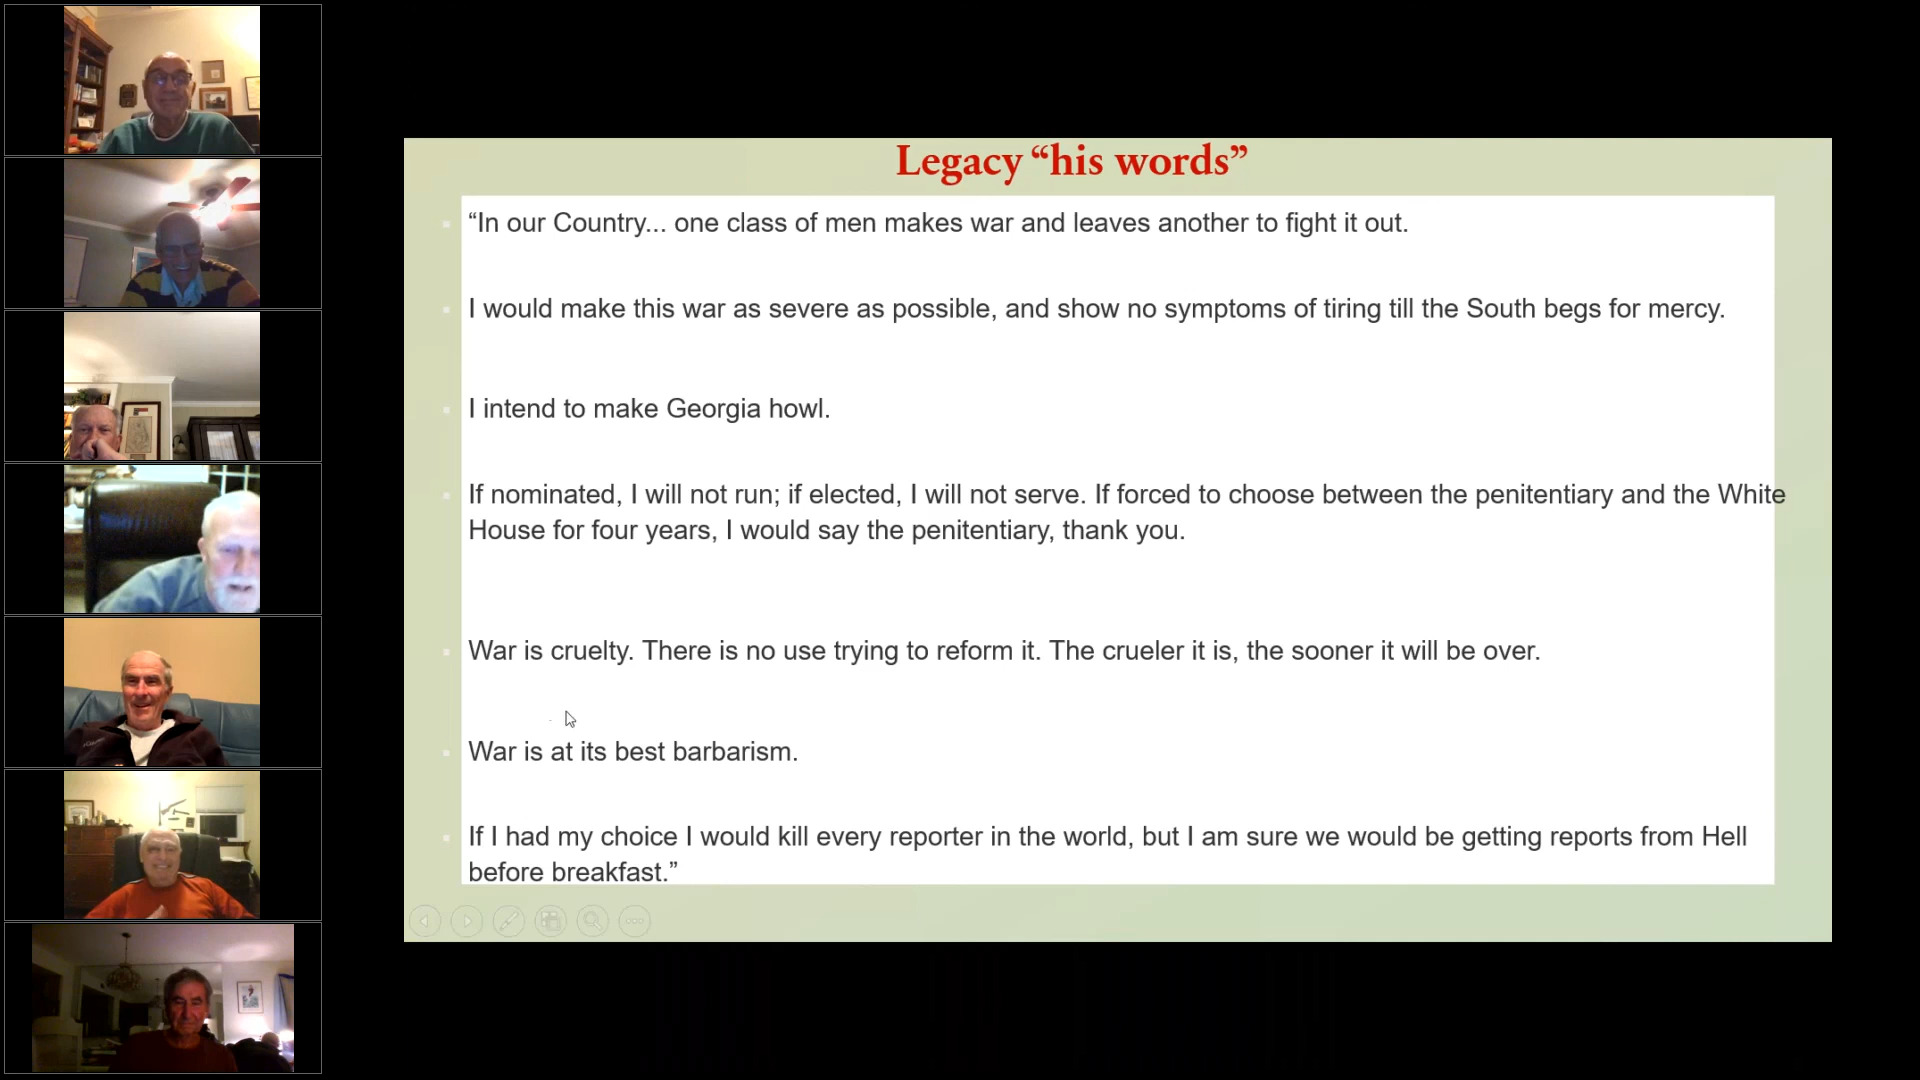 Legacy “his words”
“In our Country... one class of men makes war and leaves another to fight it out.
I would make this war as severe as possible, and show no symptoms of tiring till the South begs for mercy.
I intend to make Georgia howl.
If nominated, I will not run; if elected, I will not serve. If forced to choose between the penitentiary and the White
House for four years, I would say the penitentiary, thank you.
War is cruelty. There is no use trying to reform it. The crueler it is, the sooner it will be over.
War is at its best barbarism.
If I had my choice I would kill every reporter in the world, but I am sure we would be getting reports from Hell
before breakfast.”